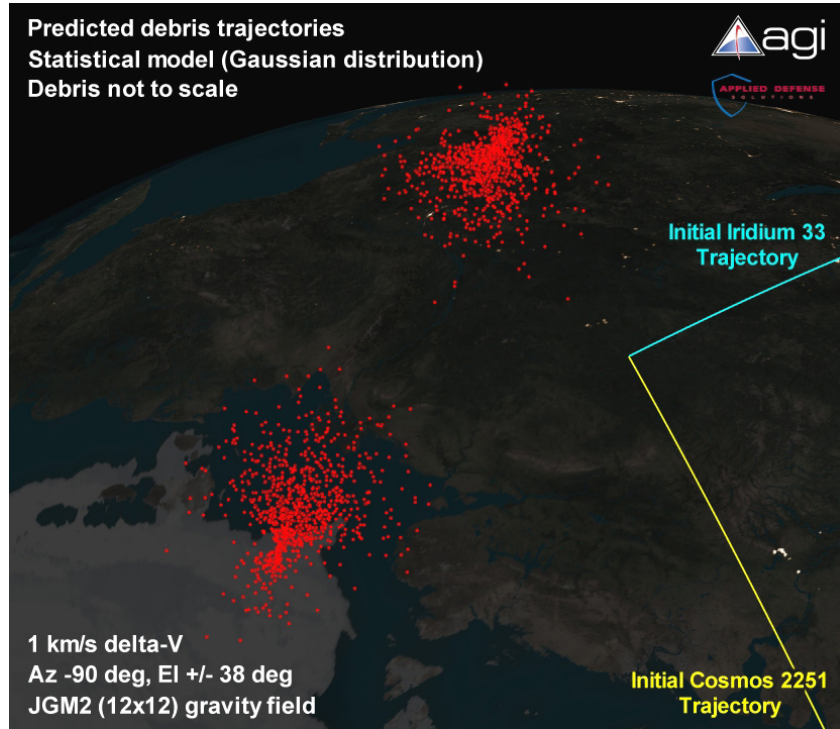 Predicted debris trajectories
Statistical model (Gaussian distribution)
Debris not to scale
agi
APPLIED DEFENSE
SOLUTIONS
Initial Iridium 33
Trajectory
1 km/s delta-V
Az -90 deg, El +/- 38 deg
JGM2 (12x12) gravity field
Initial Cosmos 2251
Trajectory